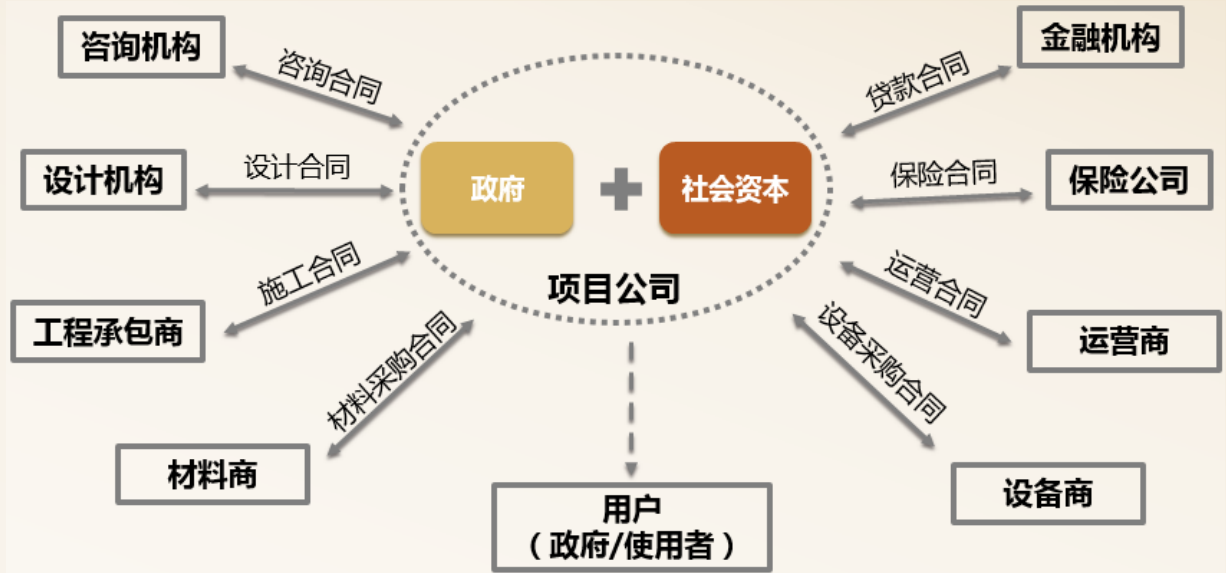 咨询机构
咨询合同
金融机构
贷款合同
设计机构
设计合同
政府
社会资本
保险合同
保险公司
项目公司
工程承包商
施工合同
运营合同
运营商
材料采购合同
设备采购合同
材料商
设备商
用户
（政府/使用者）